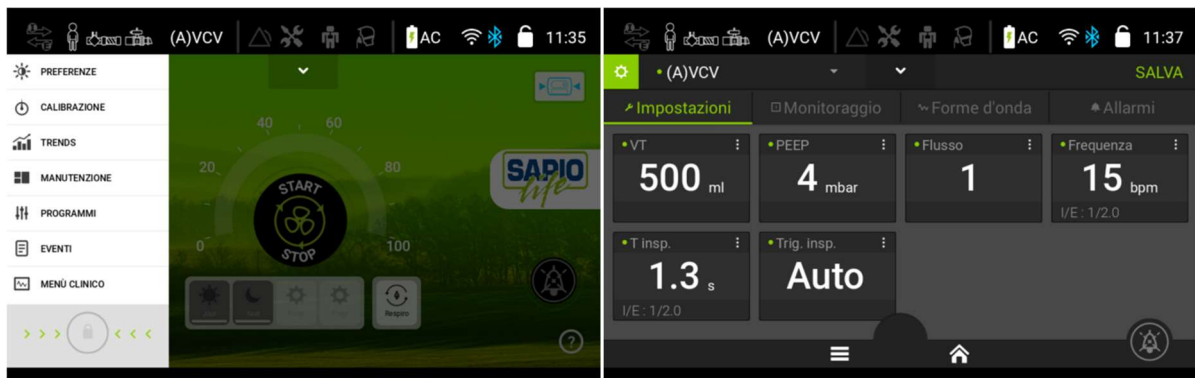 (A)VCV AC 11:35
PREFERENZE
CALIBRAZIONE
TRENDS
MANUTENZIONE
PROGRAMMI
EVENTI
MENÙ CLINICO
> > > < < <
0 20 40 60 80 100
START
STOP
SAPIO
life
Respiro
?
(A)VCV AC 11:37
(A)VCV SALVA
Impostazioni Monitoraggio Forme d'onda Allarmi
VT PEEP Flusso Frequenza
500 ml 4 mbar 1 15 bpm
I/E : 1/2.0
T insp. Trig. insp.
1.3 s Auto
I/E : 1/2.0